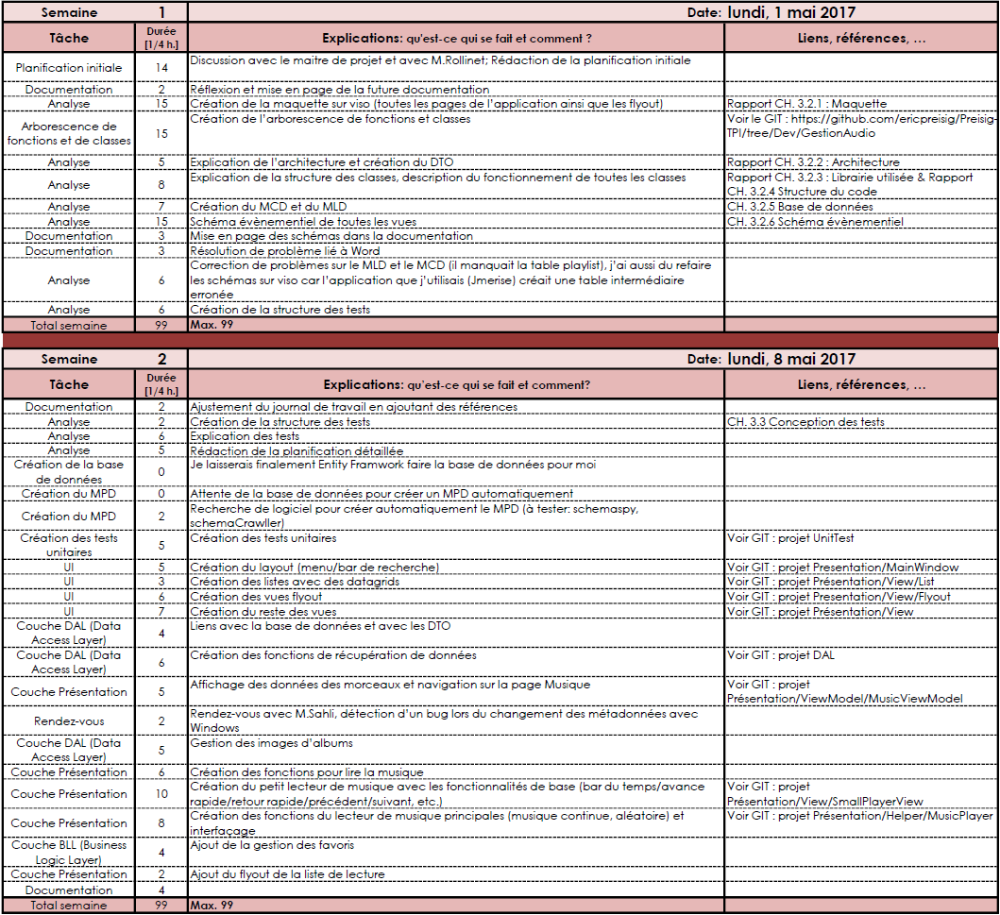 Semaine 1 Date: lundi, 1 mai 2017
Tâche Durée [1/4 h.] Explications: qu'est-ce qui se fait et comment ? Liens, références, …
Planification initiale 14 Discussion avec le maitre de projet et avec M.Rollinet; Rédaction de la planification initiale
Documentation 2 Réflexion et mise en page de la future documentation
Analyse 15 Création de la maquette sur viso (toutes les pages de l'application ainsi que les flyout) Rapport CH. 3.2.1 : Maquette
Arborescence de
fonctions et de classes 15 Création de l'arborescence de fonctions et classes Voir le GIT : https://github.com/ericpreisig/Preisig-
TPI/tree/Dev/GestionAudio
Analyse 5 Explication de l'architecture et création du DTO Rapport CH. 3.2.2 : Architecture
Analyse 8 Explication de la structure des classes, description du fonctionnement de toutes les classes Rapport CH. 3.2.3 : Librairie utilisée & Rapport
CH. 3.2.4 Structure du code
Analyse 7 Création du MCD et du MLD CH. 3.2.5 Base de données
Analyse 15 Schéma évènementiel de toutes les vues CH. 3.2.6 Schéma évènementiel
Documentation 3 Mise en page des schémas dans la documentation
Documentation 3 Résolution de problème lié à Word
Analyse 6 Correction de problèmes sur le MLD et le MCD (il manquait la table playlist), j'ai aussi du refaire
les schémas sur viso car l'application que j'utilisais (Jmerise) créait une table intermédiaire
erronée
Analyse 6 Création de la structure des tests
Total semaine 99 Max. 99
Semaine 2 Date: lundi, 8 mai 2017
Tâche Durée [1/4 h.] Explications: qu'est-ce qui se fait et comment? Liens, références, …
Documentation 2 Ajustement du journal de travail en ajoutant des références
Analyse 2 Création de la structure des tests CH. 3.3 Conception des tests
Analyse 6 Explication des tests
Analyse 5 Rédaction de la planification détaillée
Création de la base
de données 0 Je laisserais finalement Entity Framwork faire la base de données pour moi
Création du MPD 0 Attente de la base de données pour créer un MPD automatiquement
Création du MPD 2 Recherche de logiciel pour créer automatiquement le MPD (à tester: schemaspy,
schemaCrawller)
Création des tests
unitaires 5 Création des tests unitaires Voir GIT : projet UnitTest
UI 5 Création du layout (menu/bar de recherche) Voir GIT : projet Presentation/MainWindow
UI 3 Création des listes avec des datagrids Voir GIT : projet Présentation/View/List
UI 6 Création des vues flyout Voir GIT : projet Presentation/View/Flyout
UI 7 Création du reste des vues Voir GIT : projet Présentation/View
Couche DAL (Data
Access Layer) 4 Liens avec la base de données et avec les DTO
Couche DAL (Data
Access Layer) 6 Création des fonctions de récupération de données Voir GIT : projet DAL
Couche Présentation 5 Affichage des données des morceaux et navigation sur la page Musique Voir GIT : projet
Présentation/ViewModel/MusicViewModel
Rendez-vous 2 Rendez-vous avec M.Sahli, détection d'un bug lors du changement des métadonnées avec
Windows
Couche DAL (Data
Access Layer) 5 Gestion des images d'albums
Couche Présentation 6 Création des fonctions pour lire la musique
Couche Présentation 10 Création du petit lecteur de musique avec les fonctionnalités de base (bar du temps/avance
rapide/retour rapide/précédent/suivant, etc.) Voir GIT : projet
Présentation/View/SmallPlayerView
Couche Présentation 8 Création des fonctions du lecteur de musique principales (musique continue, aléatoire) et
interfaçage Voir GIT : projet Présentation/Helper/MusicPlayer
Couche BLL (Business
Logic Layer) 4 Ajout de la gestion des favoris
Couche Présentation 2 Ajout du flyout de la liste de lecture
Documentation 4
Total semaine 99 Max. 99